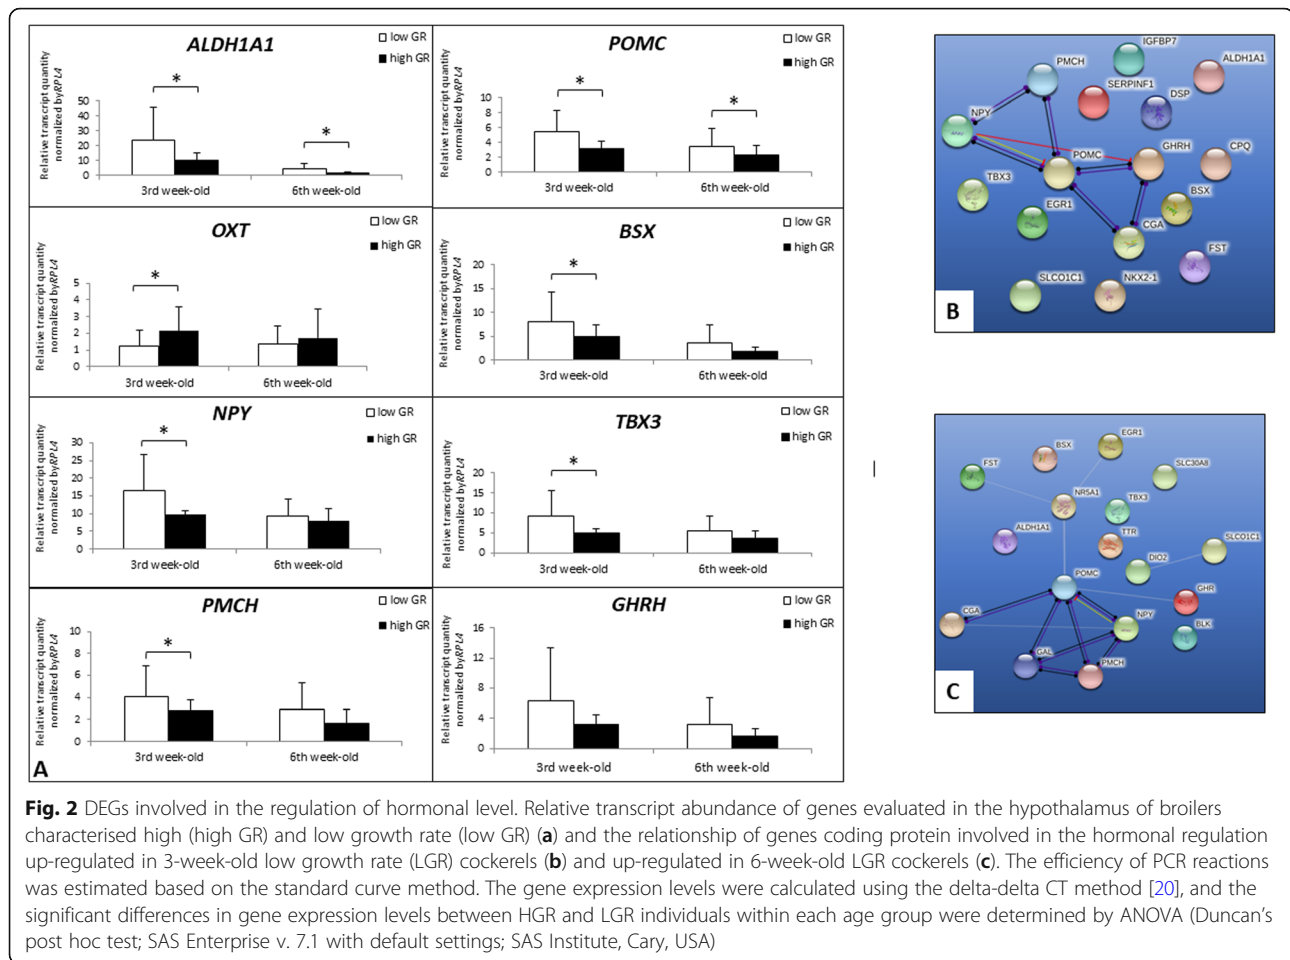 ALDH1A1
low GR
high GR
Relative transcript quantity
normalized byRPLA
*
*
50
40
30
20
10
0
3rd week-old
6th week-old
POMC
low GR
high GR
Relative transcript quantity
normalized byRPL4
*
*
10
8
6
4
2
0
3rd week-old
6th week-old
OXT
low GR
high GR
Relative transcript quantity
normalized byRPL4
*
5
4
3
2
1
0
3rd week-old
6th week-old
BSX
low GR
high GR
Relative transcript quantity
normalized byRPL4
*
20
15
10
5
0
3rd week-old
6th week-old
NPY
low GR
high GR
Relative transcript quantity
normalized byRPL4
*
30
25
20
15
10
5
0
3rd week-old
6th week-old
TBX3
low GR
high GR
Relative transcript quantity
normalized byRPL4
*
20
15
10
5
0
3rd week-old
6th week-old
PMCH
low GR
high GR
Relative transcript quantity
normalized byRPL4
*
10
8
6
4
2
0
3rd week-old
6th week-old
A
GHRH
low GR
high GR
Relative transcript quantity
normalized byRPL4
16
12
8
4
0
3rd week-old
6th week-old
IGFBP7
PMCH
ALDH1A1
SERPINF1
DSP
NPY
POMC
GHRH
CPQ
TBX3
BSX
EGR1
CGA
FST
SLCO1C1
NKX2-1
B
EGR1
BSX
FST
SLC30A8
NR5A1
TBX3
ALDH1A1
TTR
SLCO1C1
DIO2
POMC
GHR
CGA
NPY
BLK
GAL
PMCH
C
Fig. 2 DEGs involved in the regulation of hormonal level. Relative transcript abundance of genes evaluated in the hypothalamus of broilers
characterised high (high GR) and low growth rate (low GR) (a) and the relationship of genes coding protein involved in the hormonal regulation
up-regulated in 3-week-old low growth rate (LGR) cockerels (b) and up-regulated in 6-week-old LGR cockerels (c). The efficiency of PCR reactions
was estimated based on the standard curve method. The gene expression levels were calculated using the delta-delta CT method [20], and the
significant differences in gene expression levels between HGR and LGR individuals within each age group were determined by ANOVA (Duncan's
post hoc test; SAS Enterprise v. 7.1 with default settings; SAS Institute, Cary, USA)